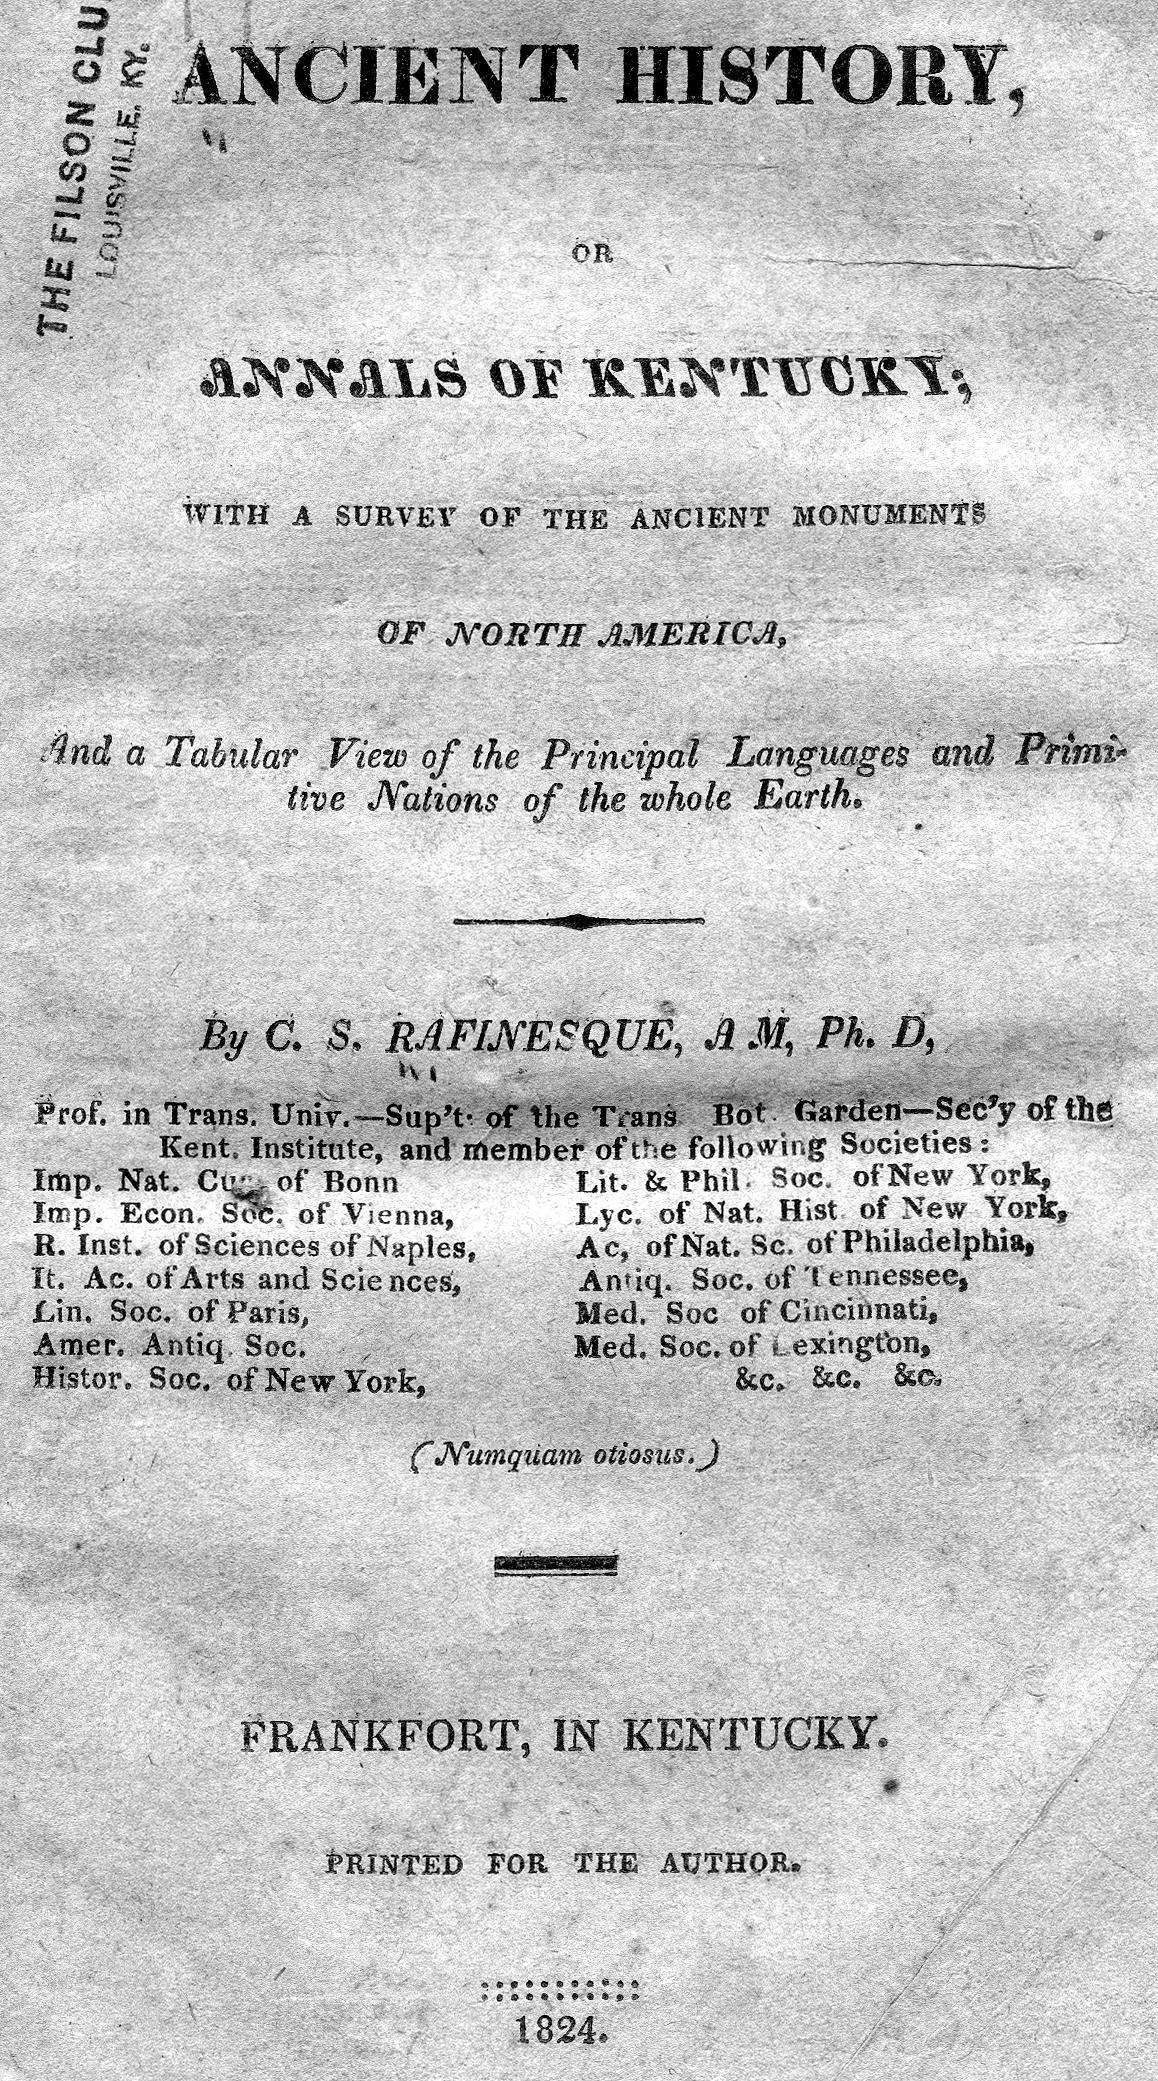 THE FILSON CLU
LOUISVILLE, KY.
ANCIENT HISTORY,
OR
ANNALS OF KENTUCKY;
WITH A SURVEY OF THE ANCIENT MONUMENTS
OF NORTH AMERICA,
And a Tabular View of the Principal Languages and Primi-
tive Nations of the whole Earth.
By C. S. RAFINESQUE, A M, Ph. D,
Prof. in Trans. Univ.—Sup't. of the Trans Bot. Garden—Sec'y of the
Kent. Institute, and member of the following Societies:
Imp. Nat. of Bonn
Imp. Econ. Soc. of Vienna,
R. Inst. of Sciences of Naples,
It. Ac. of Arts and Sciences,
Lin. Soc. of Paris,
Amer. Antiq. Soc.
Histor. Soc. of New York,
Lit. & Phil. Soc. of New York,
Lyc. of Nat. Hist. of New York,
Ac, of Nat. Sc. of Philadelphia,
Antiq. Soc. of Tennessee,
Med. Soc of Cincinnati,
Med. Soc. of Lexington,
&c. &c. &c.
(Numquam otiosus.)
FRANKFORT, IN KENTUCKY.
PRINTED FOR THE AUTHOR.
1824.